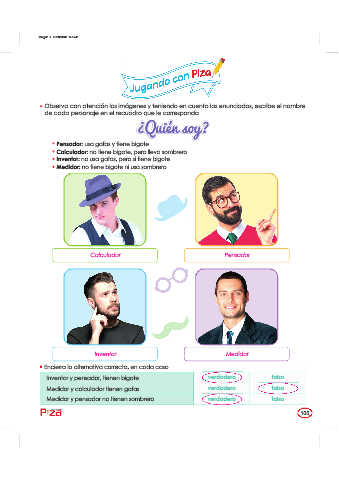 Jugando con Piza
• Observa con atención las imágenes y teniendo en cuenta los enunciados, escribe el nombre
de cada personaje en el recuadro que le corresponda
¿Quién soy?
• Pensador: usa gafas y tiene bigote
• Calculador: no tiene bigote, pero lleva sombrero
• Inventor: no usa gafas, pero sí tiene bigote
• Medidor: no tiene bigote ni usa sombrero
Calculador
Pensador
Inventor
Medidor
• Encierra la alternativa correcta, en cada caso
Inventor y pensador, tienen bigote verdadero falso
Medidor y calculador tienen gafas verdadero falso
Medidor y pensador no tienen sombrero verdadero falso
Piza
105